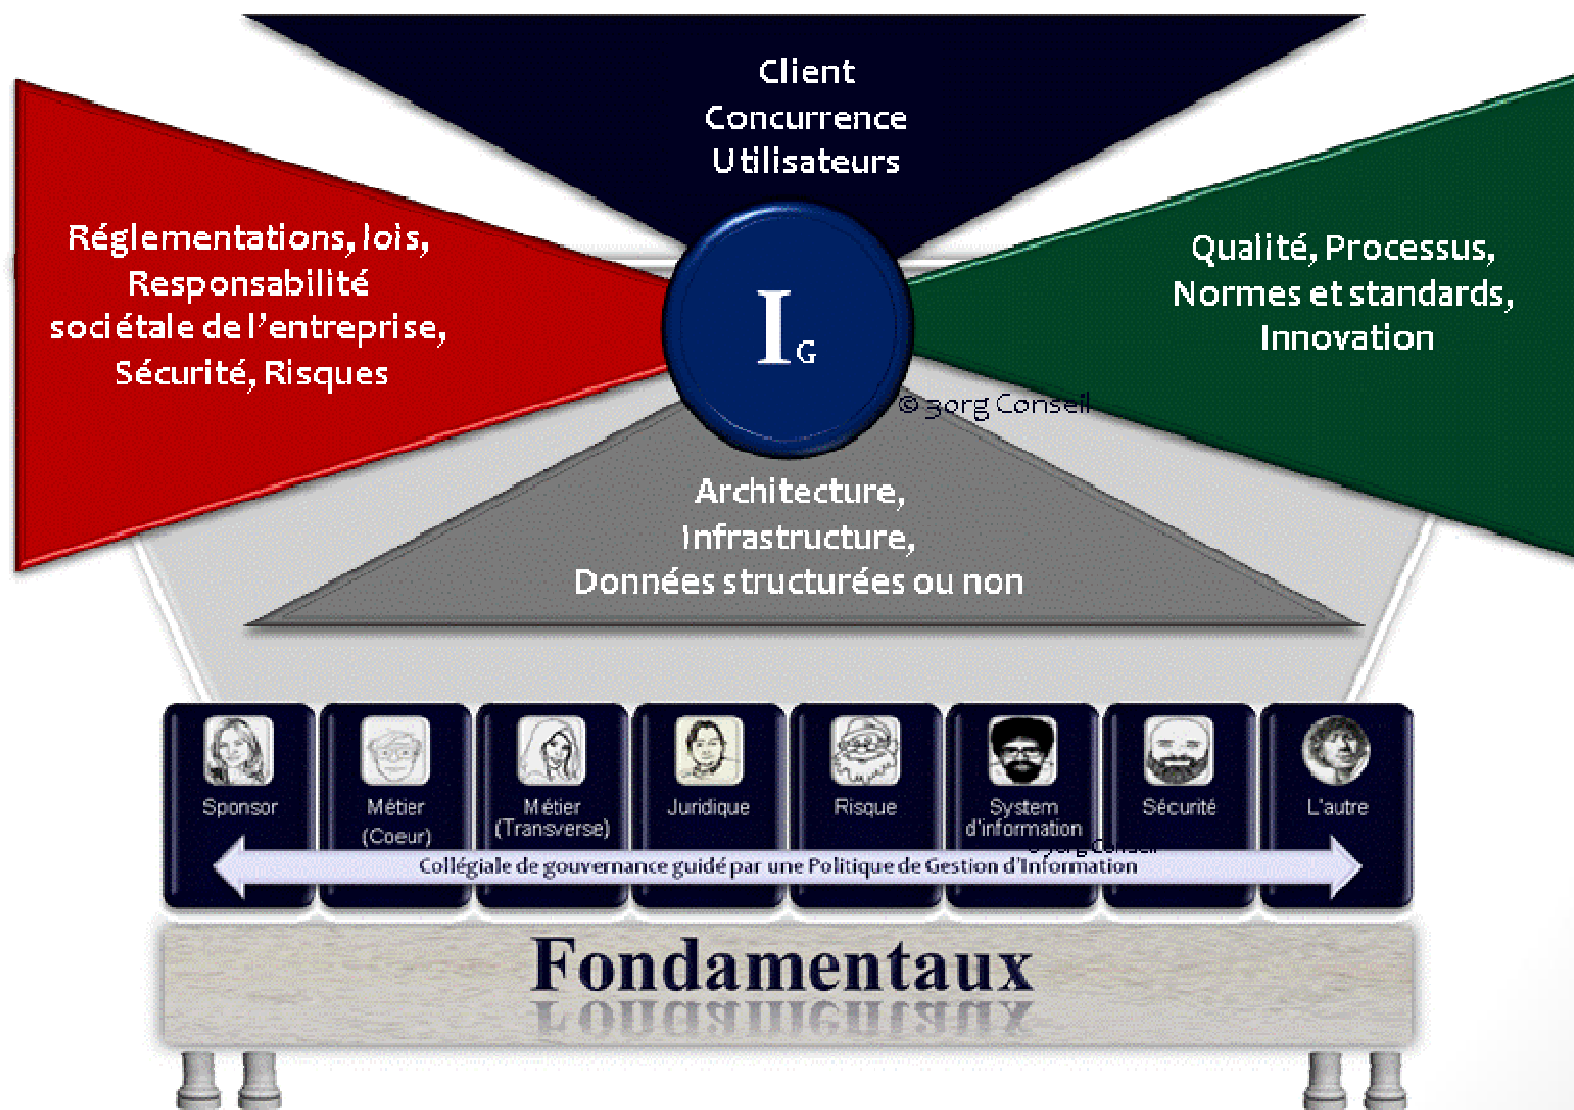 Client
Concurrence
Utilisateurs
Réglementations, lois,
Responsabilité
sociétale de l'entreprise,
Sécurité, Risques
I G
Qualité, Processus,
Normes et standards,
Innovation
© 3org Conseil
Architecture,
Infrastructure,
Données structurées ou non
Sponsor
Métier
(Coeur)
Métier
(Transverse)
Juridique
Risque
System
d'information
Sécurité
L'autre
© 3org Conseil
Collégiale de gouvernance guidé par une Politique de Gestion d'Information
Fondamentaux